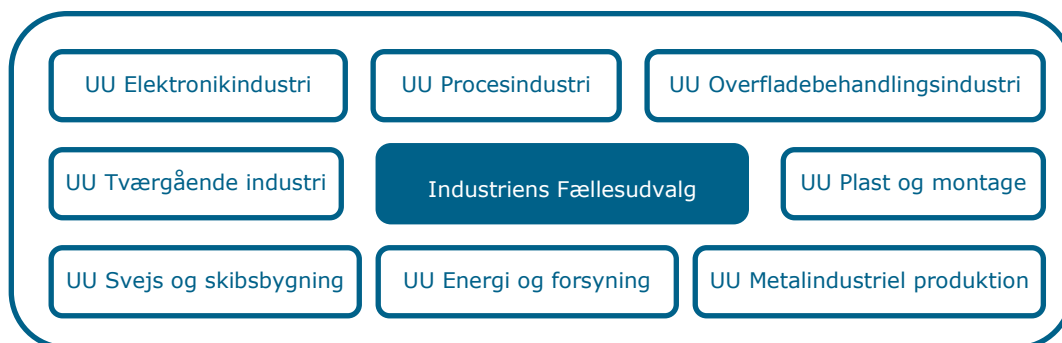 UU Elektronikindustri
UU Procesindustri
UU Overfladebehandlingsindustri
UU Tværgående industri
Industriens Fællesudvalg
UU Plast og montage
UU Svejs og skibsbygning
UU Energi og forsyning
UU Metalindustriel produktion